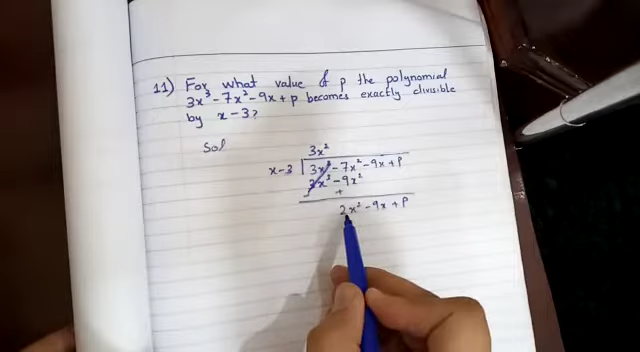 11) For what value of p the polynomial
3x³ - 7x² - 9x + p becomes exactly divisible
by x - 3?
Sol
3x²
x-3 3x³ - 7x² - 9x + p
3x³ - 9x²
- +
2x² - 9x + p